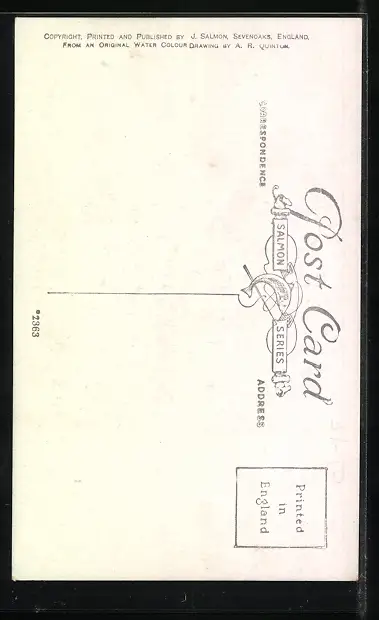 COPYRIGHT, PRINTED AND PUBLISHED BY J. SALMON, SEVENOAKS, ENGLAND.
FROM AN ORIGINAL WATER COLOUR DRAWING BY A. R. QUINTON.
Post Card
SALMON SERIES
CORRESPONDENCE
ADDRESS
Printed
in
England
*2363